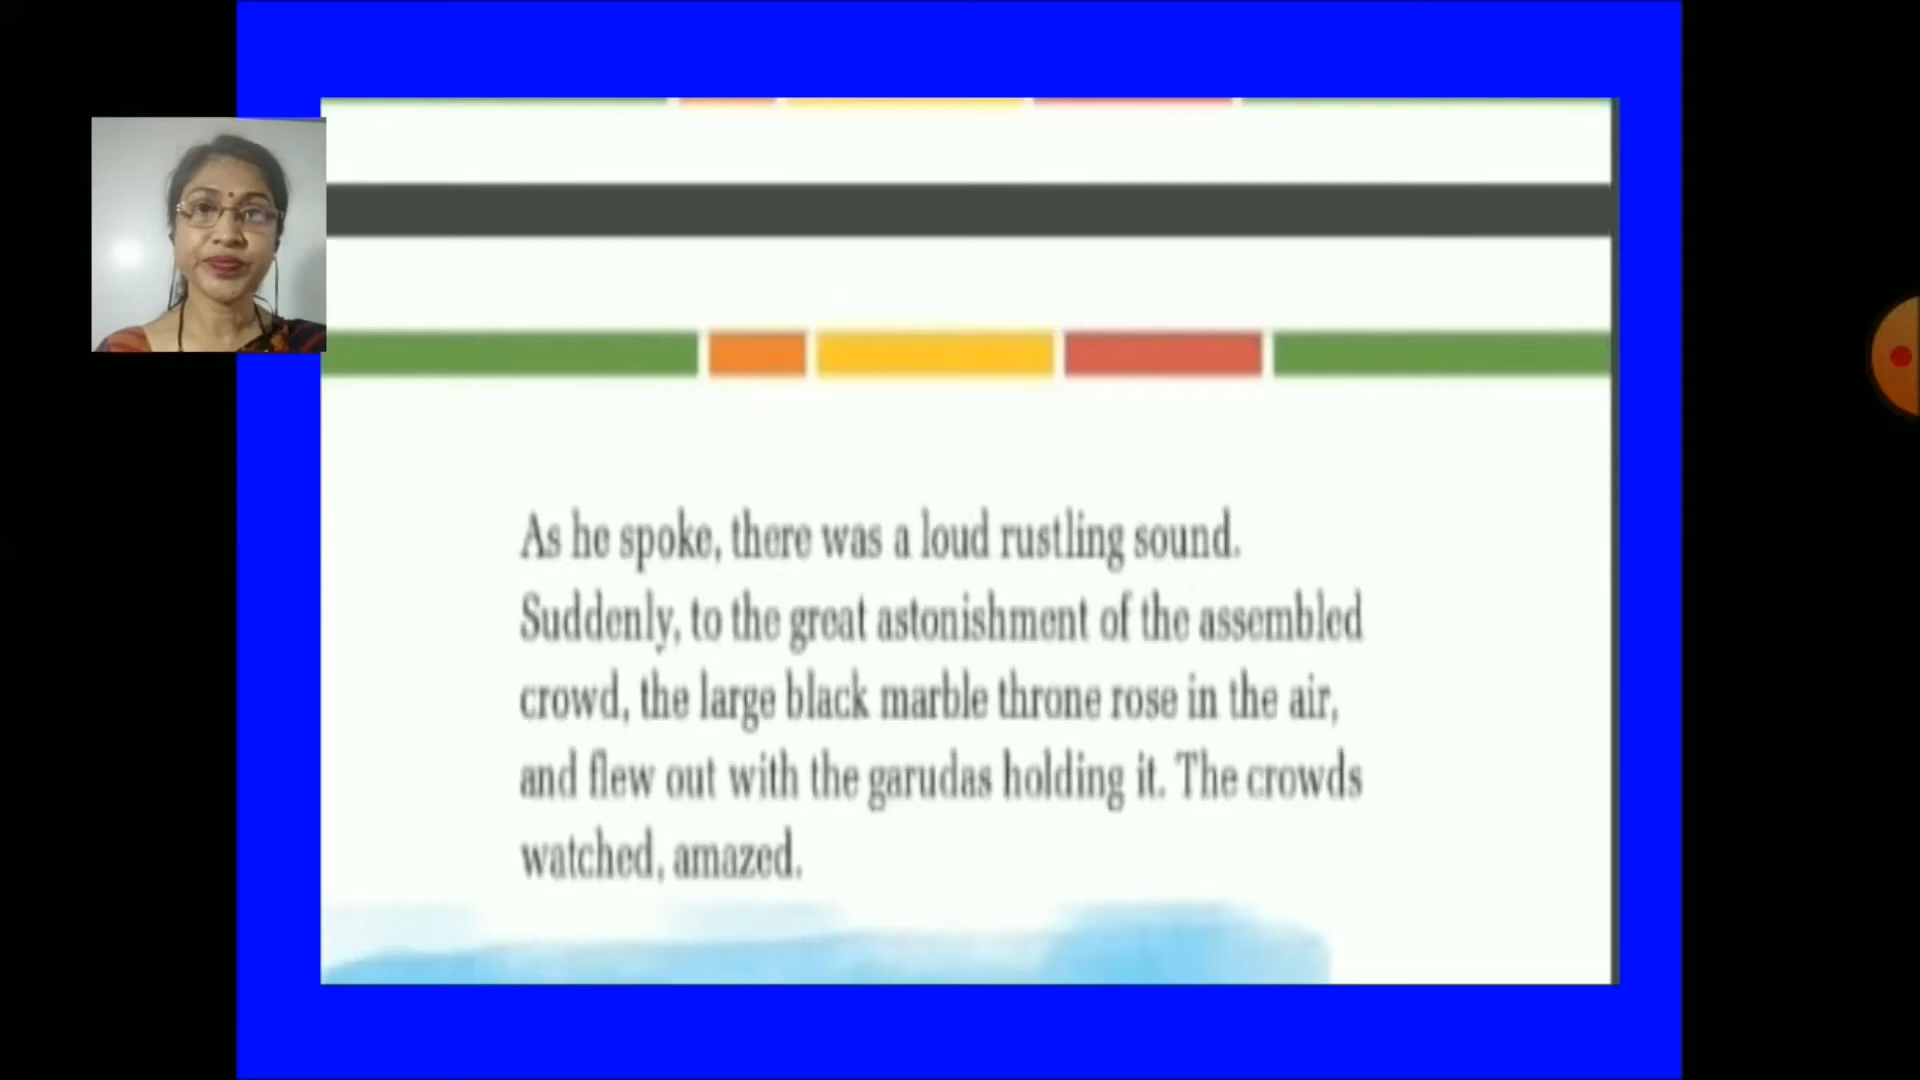 As he spoke, there was a loud rustling sound.
Suddenly, to the great astonishment of the assembled
crowd, the large black marble throne rose in the air,
and flew out with the garudas holding it. The crowds
watched, amazed.